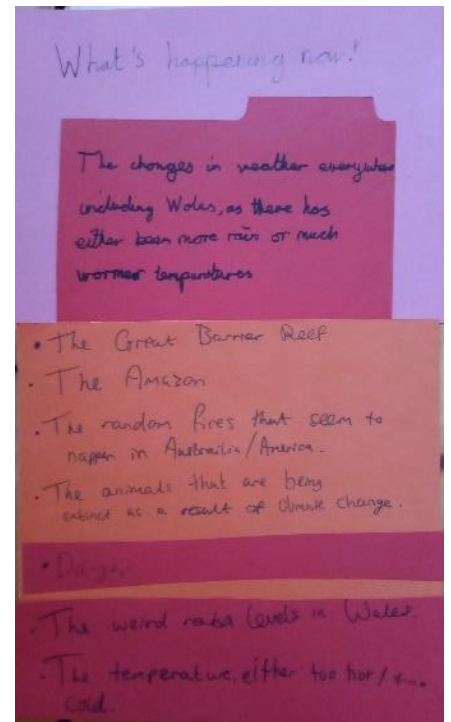 What's happening now!
The changes in weather everywhere
including Wales, as there has
either been more rain or much
warmer temperatures
• The Great Barrier Reef
• The Amazon
• The random fires that seem to
happen in Austrailia/America.
• The animals that are being
extinct as a result of climate change.
• Danger
• The weird water levels in Wales.
• The temperature, either too hot/
cold.